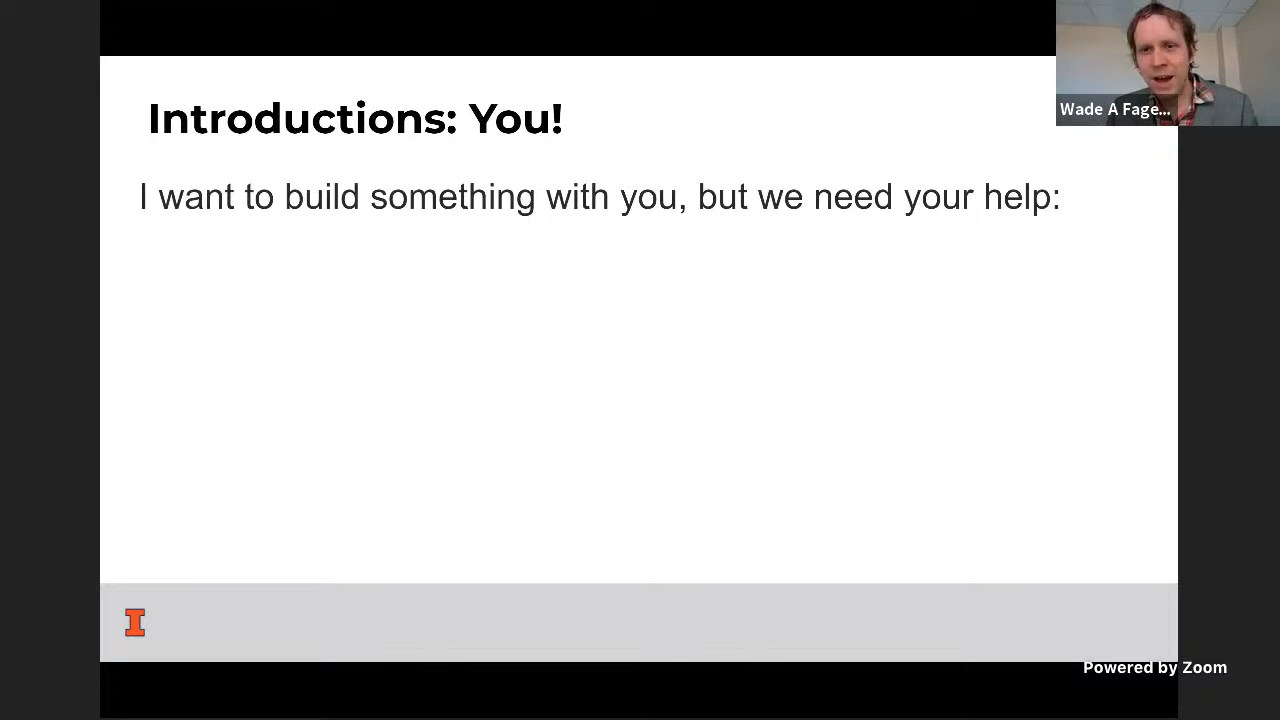 Introductions: You!
Wade A Fage...
I want to build something with you, but we need your help:
I
Powered by Zoom